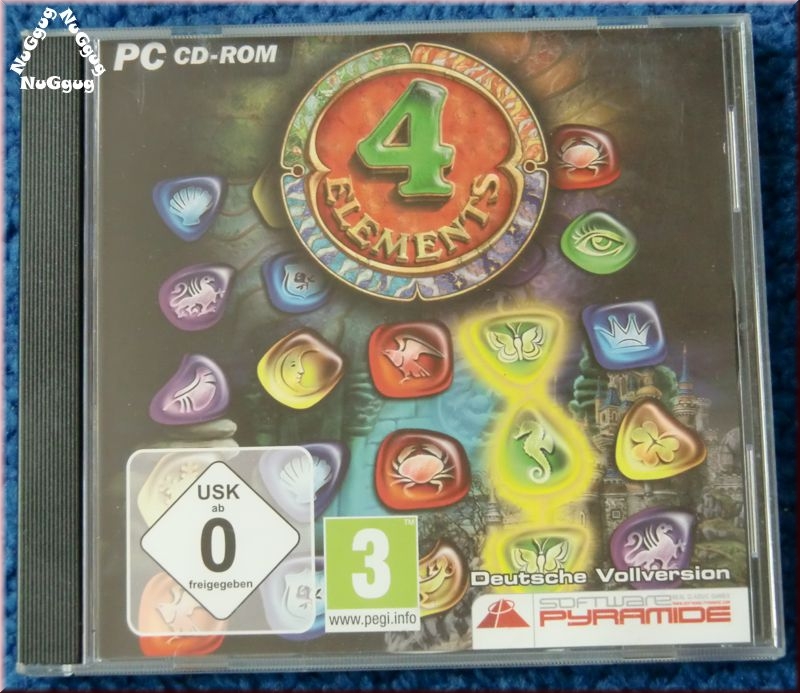 NuGgug
NuGgug
NuGgug
PC CD-ROM
4
ELEMENTS
USK
ab
0
freigegeben
3
TM
www.pegi.info
Deutsche Vollversion
SOFTWARE
PYRAMIDE